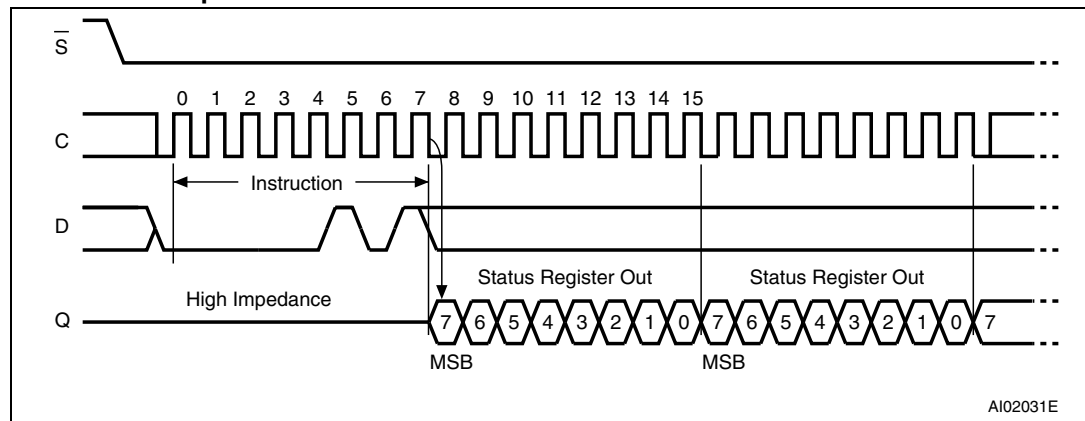 S
0 1 2 3 4 5 6 7 8 9 10 11 12 13 14 15
C
Instruction
D
Status Register Out Status Register Out
High Impedance
Q 7 6 5 4 3 2 1 0 7 6 5 4 3 2 1 0 7
MSB MSB
AI02031E